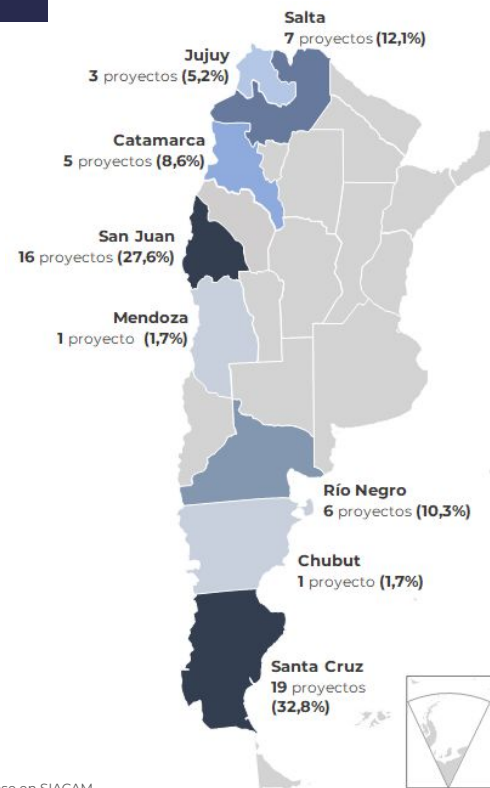 Salta
7 proyectos (12,1%)
Jujuy
3 proyectos (5,2%)
Catamarca
5 proyectos (8,6%)
San Juan
16 proyectos (27,6%)
Mendoza
1 proyecto (1,7%)
Río Negro
6 proyectos (10,3%)
Chubut
1 proyecto (1,7%)
Santa Cruz
19 proyectos
(32,8%)